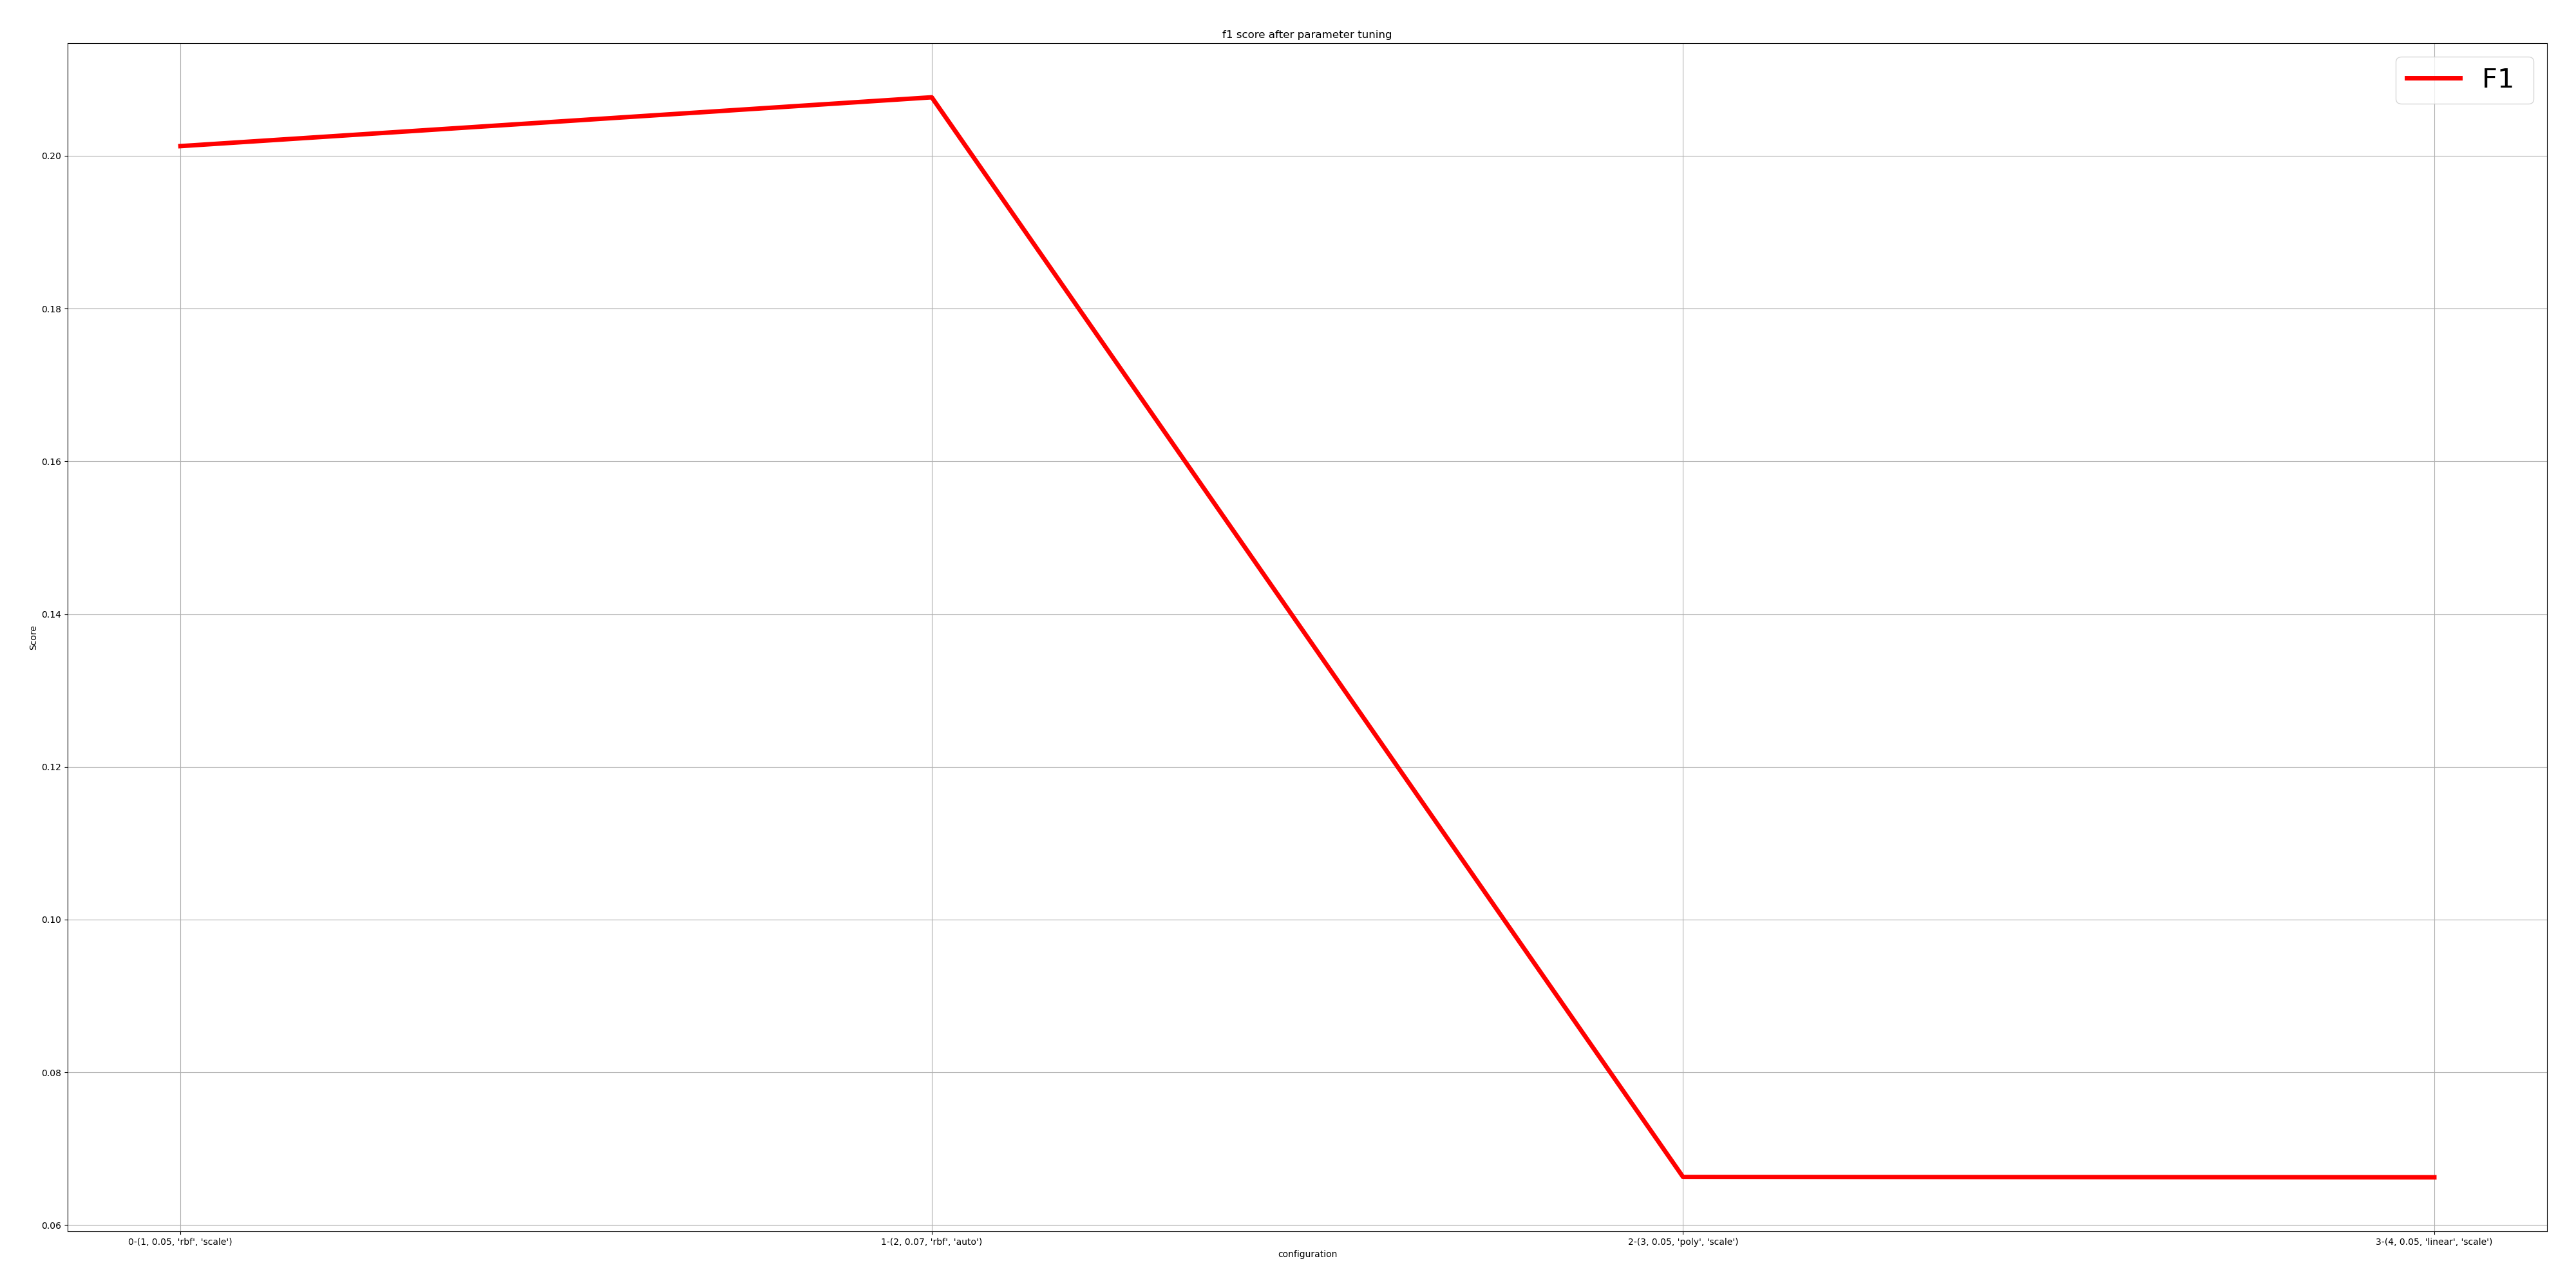 f1 score after parameter tuning
F1
0.20
0.18
0.16
0.14
0.12
0.10
0.08
0.06
Score
0-(1, 0.05, 'rbf', 'scale')
1-(2, 0.07, 'rbf', 'auto')
2-(3, 0.05, 'poly', 'scale')
3-(4, 0.05, 'linear', 'scale')
configuration